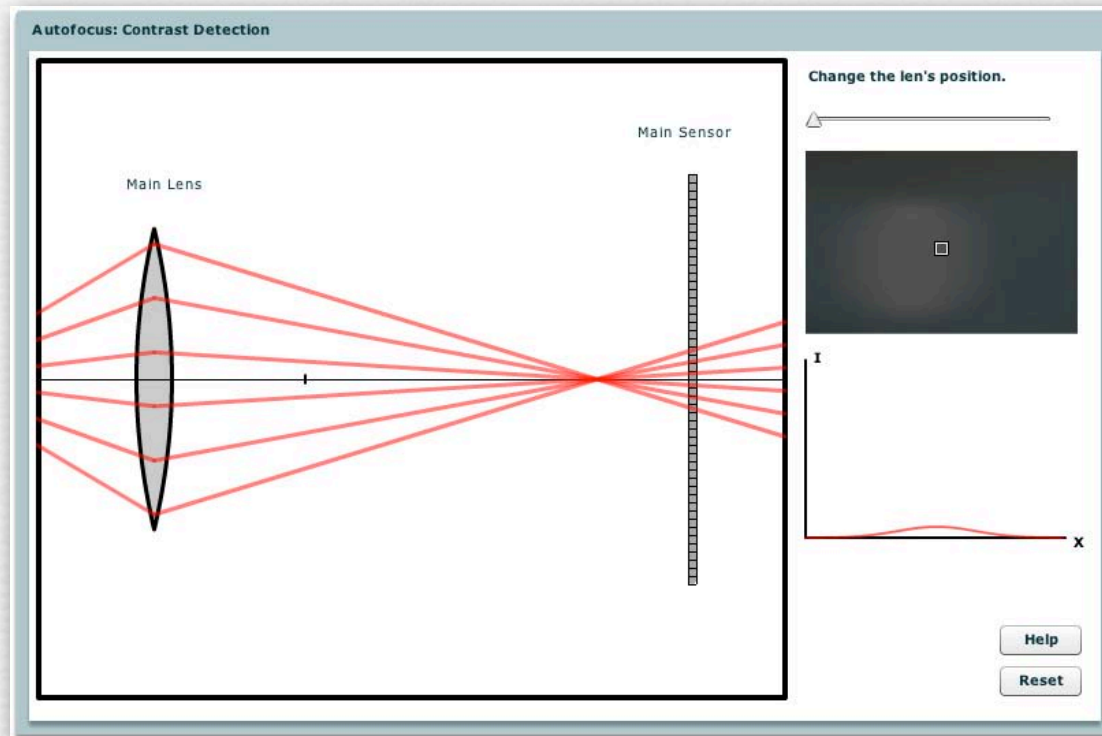 Autofocus: Contrast Detection
Change the len's position.
Main Sensor
Main Lens
I
X
Help
Reset